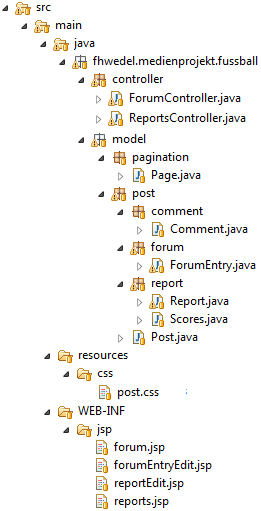 src
main
java
fhwedel.medienprojekt.fussball
controller
ForumController.java
ReportsController.java
model
pagination
Page.java
post
comment
Comment.java
forum
ForumEntry.java
report
Report.java
Scores.java
Post.java
resources
css
post.css
WEB-INF
jsp
forum.jsp
forumEntryEdit.jsp
reportEdit.jsp
reports.jsp